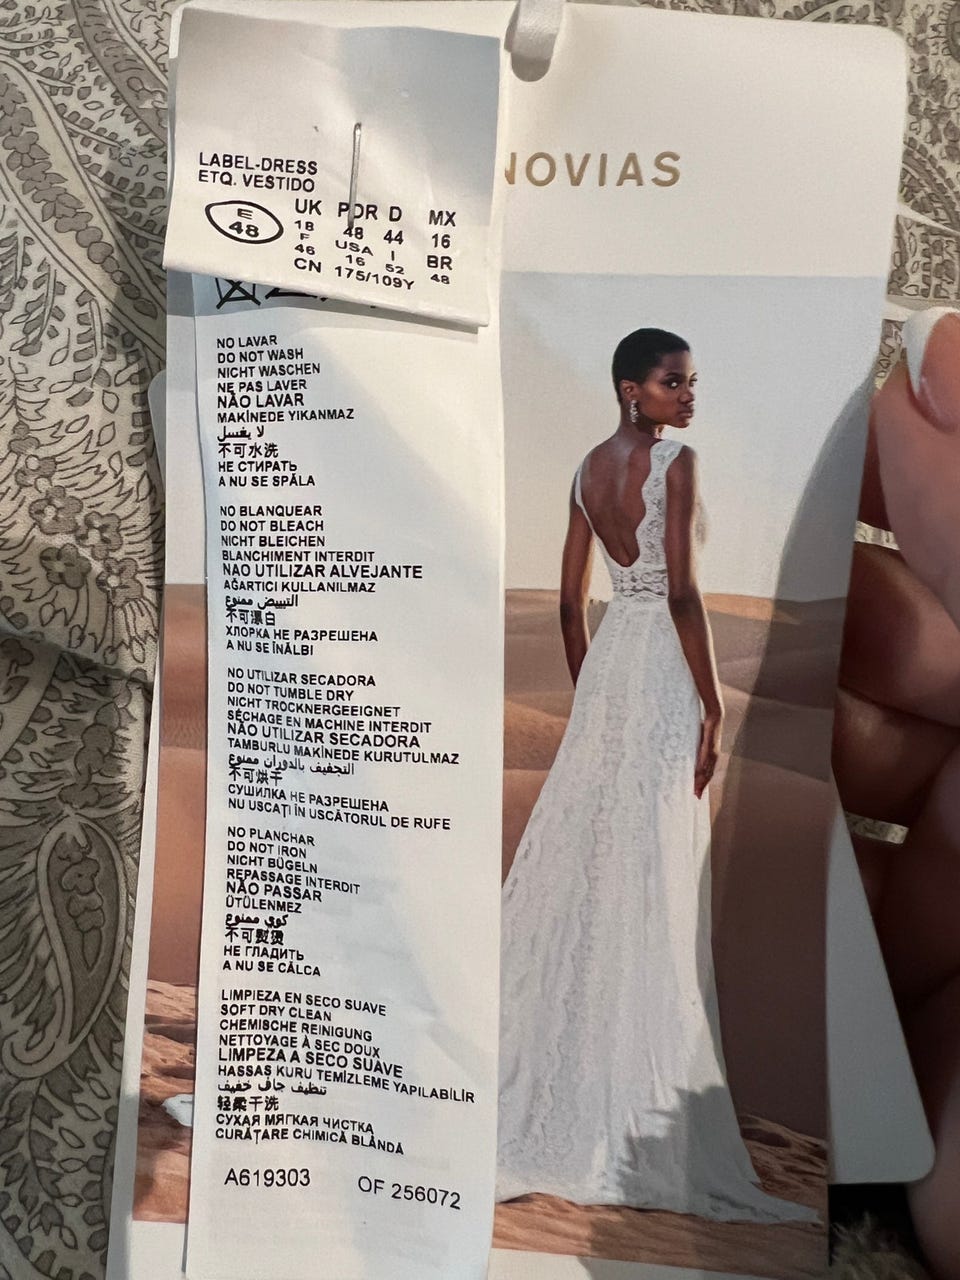 LABEL-DRESS
ETQ. VESTIDO
E
48
UK POR D MX
18 48 44 16
F USA I BR
46 16 52 48
CN 175/109Y
NOVIAS
NO LAVAR
DO NOT WASH
NICHT WASCHEN
NE PAS LAVER
NÃO LAVAR
MAKİNEDE YIKANMAZ
لا يغسل
不可水洗
НЕ СТИРАТЬ
A NU SE SPĂLA
NO BLANQUEAR
DO NOT BLEACH
NICHT BLEICHEN
BLANCHIMENT INTERDIT
NAO UTILIZAR ALVEJANTE
AĞARTICI KULLANILMAZ
التبييض ممنوع
不可漂白
ХЛОРКА НЕ РАЗРЕШЕНА
A NU SE ÎNĂLBI
NO UTILIZAR SECADORA
DO NOT TUMBLE DRY
NICHT TROCKNERGEEIGNET
SÉCHAGE EN MACHINE INTERDIT
NÃO UTILIZAR SECADORA
TAMBURLU MAKİNEDE KURUTULMAZ
التجفيف بالدوران ممنوع
不可烘干
СУШИЛКА НЕ РАЗРЕШЕНА
NU USCAȚI ÎN USCĂTORUL DE RUFE
NO PLANCHAR
DO NOT IRON
NICHT BÜGELN
REPASSAGE INTERDIT
NÃO PASSAR
ÜTÜLENMEZ
كوي ممنوع
不可熨烫
НЕ ГЛАДИТЬ
A NU SE CĂLCA
LIMPIEZA EN SECO SUAVE
SOFT DRY CLEAN
CHEMISCHE REINIGUNG
NETTOYAGE À SEC DOUX
LIMPEZA A SECO SUAVE
HASSAS KURU TEMİZLEME YAPILABİLİR
تنظيف جاف خفيف
轻柔干洗
СУХАЯ МЯГКАЯ ЧИСТКА
CURĂȚARE CHIMICĂ BLÂNDĂ
A619303 OF 256072